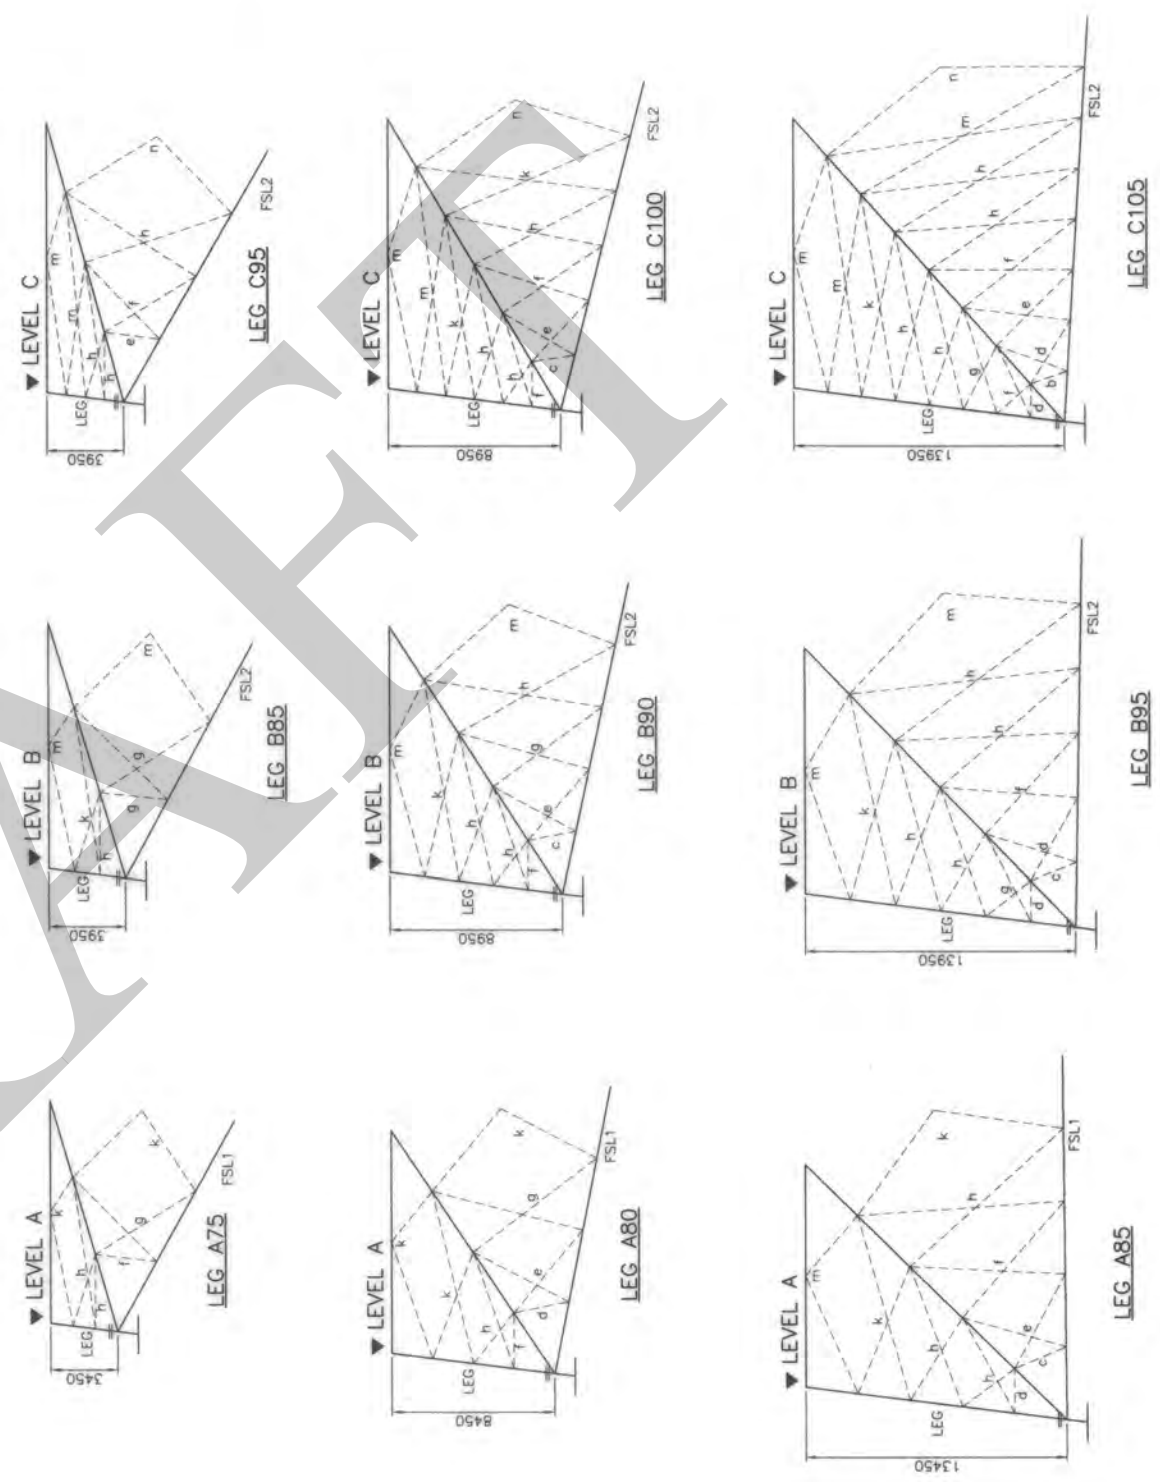 LEVEL A
3450
LEG
k
h
h
f
g
k
FSL1
LEG A75
LEVEL B
3950
LEG
m
k
h
g
g
m
FSL2
LEG B85
LEVEL C
3950
LEG
m
m
h
h
e
f
h
n
FSL2
LEG C95
LEVEL A
8450
LEG
k
k
h
f
d
e
g
k
FSL1
LEG A80
LEVEL B
8950
LEG
m
k
h
h
f
c
e
g
h
m
FSL2
LEG B90
LEVEL C
8950
LEG
m
m
k
h
h
f
c
e
f
h
k
n
FSL2
LEG C100
LEVEL A
13450
LEG
m
k
h
h
d
c
e
f
h
k
FSL1
LEG A85
LEVEL B
13950
LEG
m
k
h
h
g
d
c
d
f
h
h
m
FSL2
LEG B95
LEVEL C
13950
LEG
m
m
k
h
h
g
f
d
b
d
e
f
h
h
m
n
FSL2
LEG C105
AFT